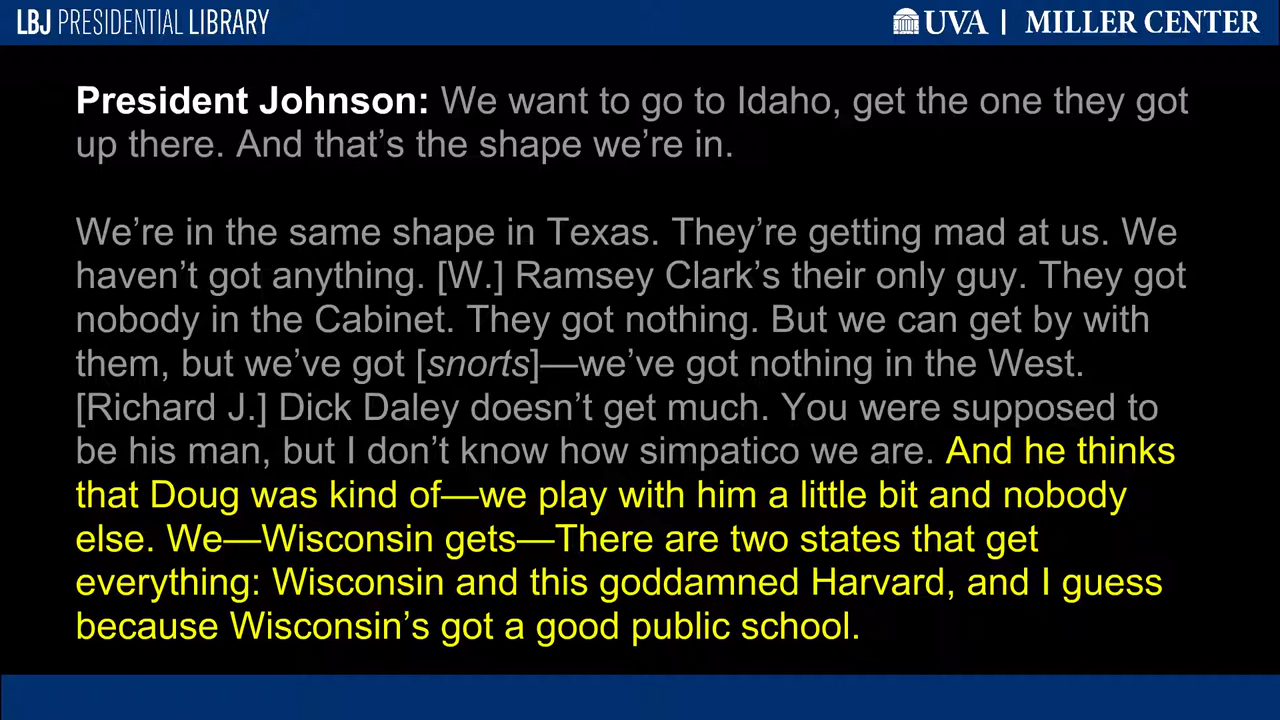 LBJ PRESIDENTIAL LIBRARY
UVA | MILLER CENTER
President Johnson: We want to go to Idaho, get the one they got
up there. And that’s the shape we’re in.
We’re in the same shape in Texas. They’re getting mad at us. We
haven’t got anything. [W.] Ramsey Clark’s their only guy. They got
nobody in the Cabinet. They got nothing. But we can get by with
them, but we’ve got [snorts]—we’ve got nothing in the West.
[Richard J.] Dick Daley doesn’t get much. You were supposed to
be his man, but I don’t know how simpatico we are. And he thinks
that Doug was kind of—we play with him a little bit and nobody
else. We—Wisconsin gets—There are two states that get
everything: Wisconsin and this goddamned Harvard, and I guess
because Wisconsin’s got a good public school.